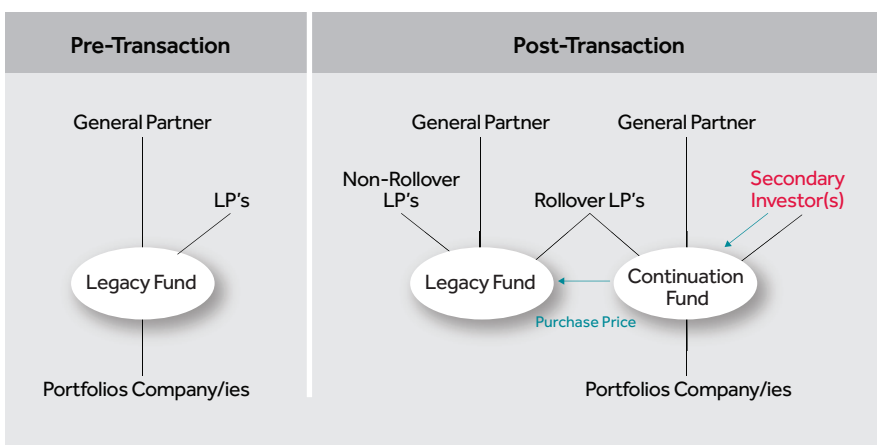 Pre-Transaction
Post-Transaction
General Partner
LP's
Legacy Fund
Portfolios Company/ies
General Partner
General Partner
Non-Rollover
LP's
Rollover LP's
Secondary
Investor(s)
Legacy Fund
Continuation
Fund
Purchase Price
Portfolios Company/ies